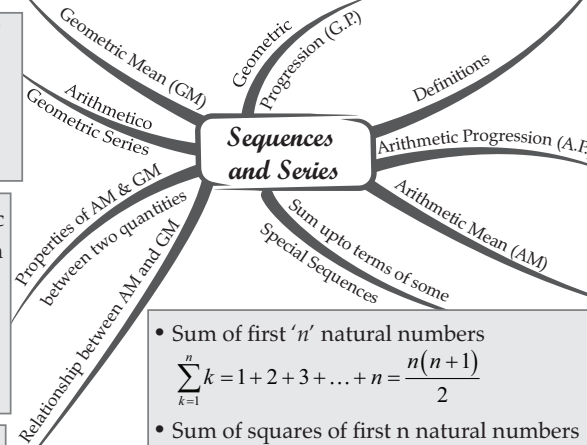 Geometric Mean (GM)
Geometric
Progression (G.P.)
Definitions
Arithmetico
Geometric Series
Sequences
and Series
Arithmetic Progression (A.P.
Properties of AM & GM
between two quantities
Arithmetic Mean (AM)
Sum upto terms of some
Special Sequences
Relationship between AM and GM
c
• Sum of first ‘n’ natural numbers
\sum_{k=1}^{n} k = 1 + 2 + 3 + … + n = \frac{n(n+1)}{2}
• Sum of squares of first n natural numbers